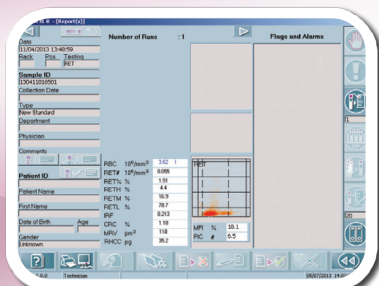 [Report(s)]
Number of Runs : 1
Flags and Alarms
Date
11/04/2013 13:48:59
Rack Pos. Testing
RET
Sample ID
130411016501
Collection Date
Type
New Standard
Department
Physician
Comments
Patient ID
Patient Name
First Name
Date of Birth Age
Gender
Unknown
RBC 10⁶/mm³ 3.62 !
RET# 10⁶/mm³ 0.055
RET% % 1.51
RETH % 4.4
RETM % 16.9
RETL % 78.7
IRF 0.213
CRC % 1.18
MRV µm³ 118
RHCC pg 35.2
RET
MFI % 18.1
PIC # 6.5
Technician